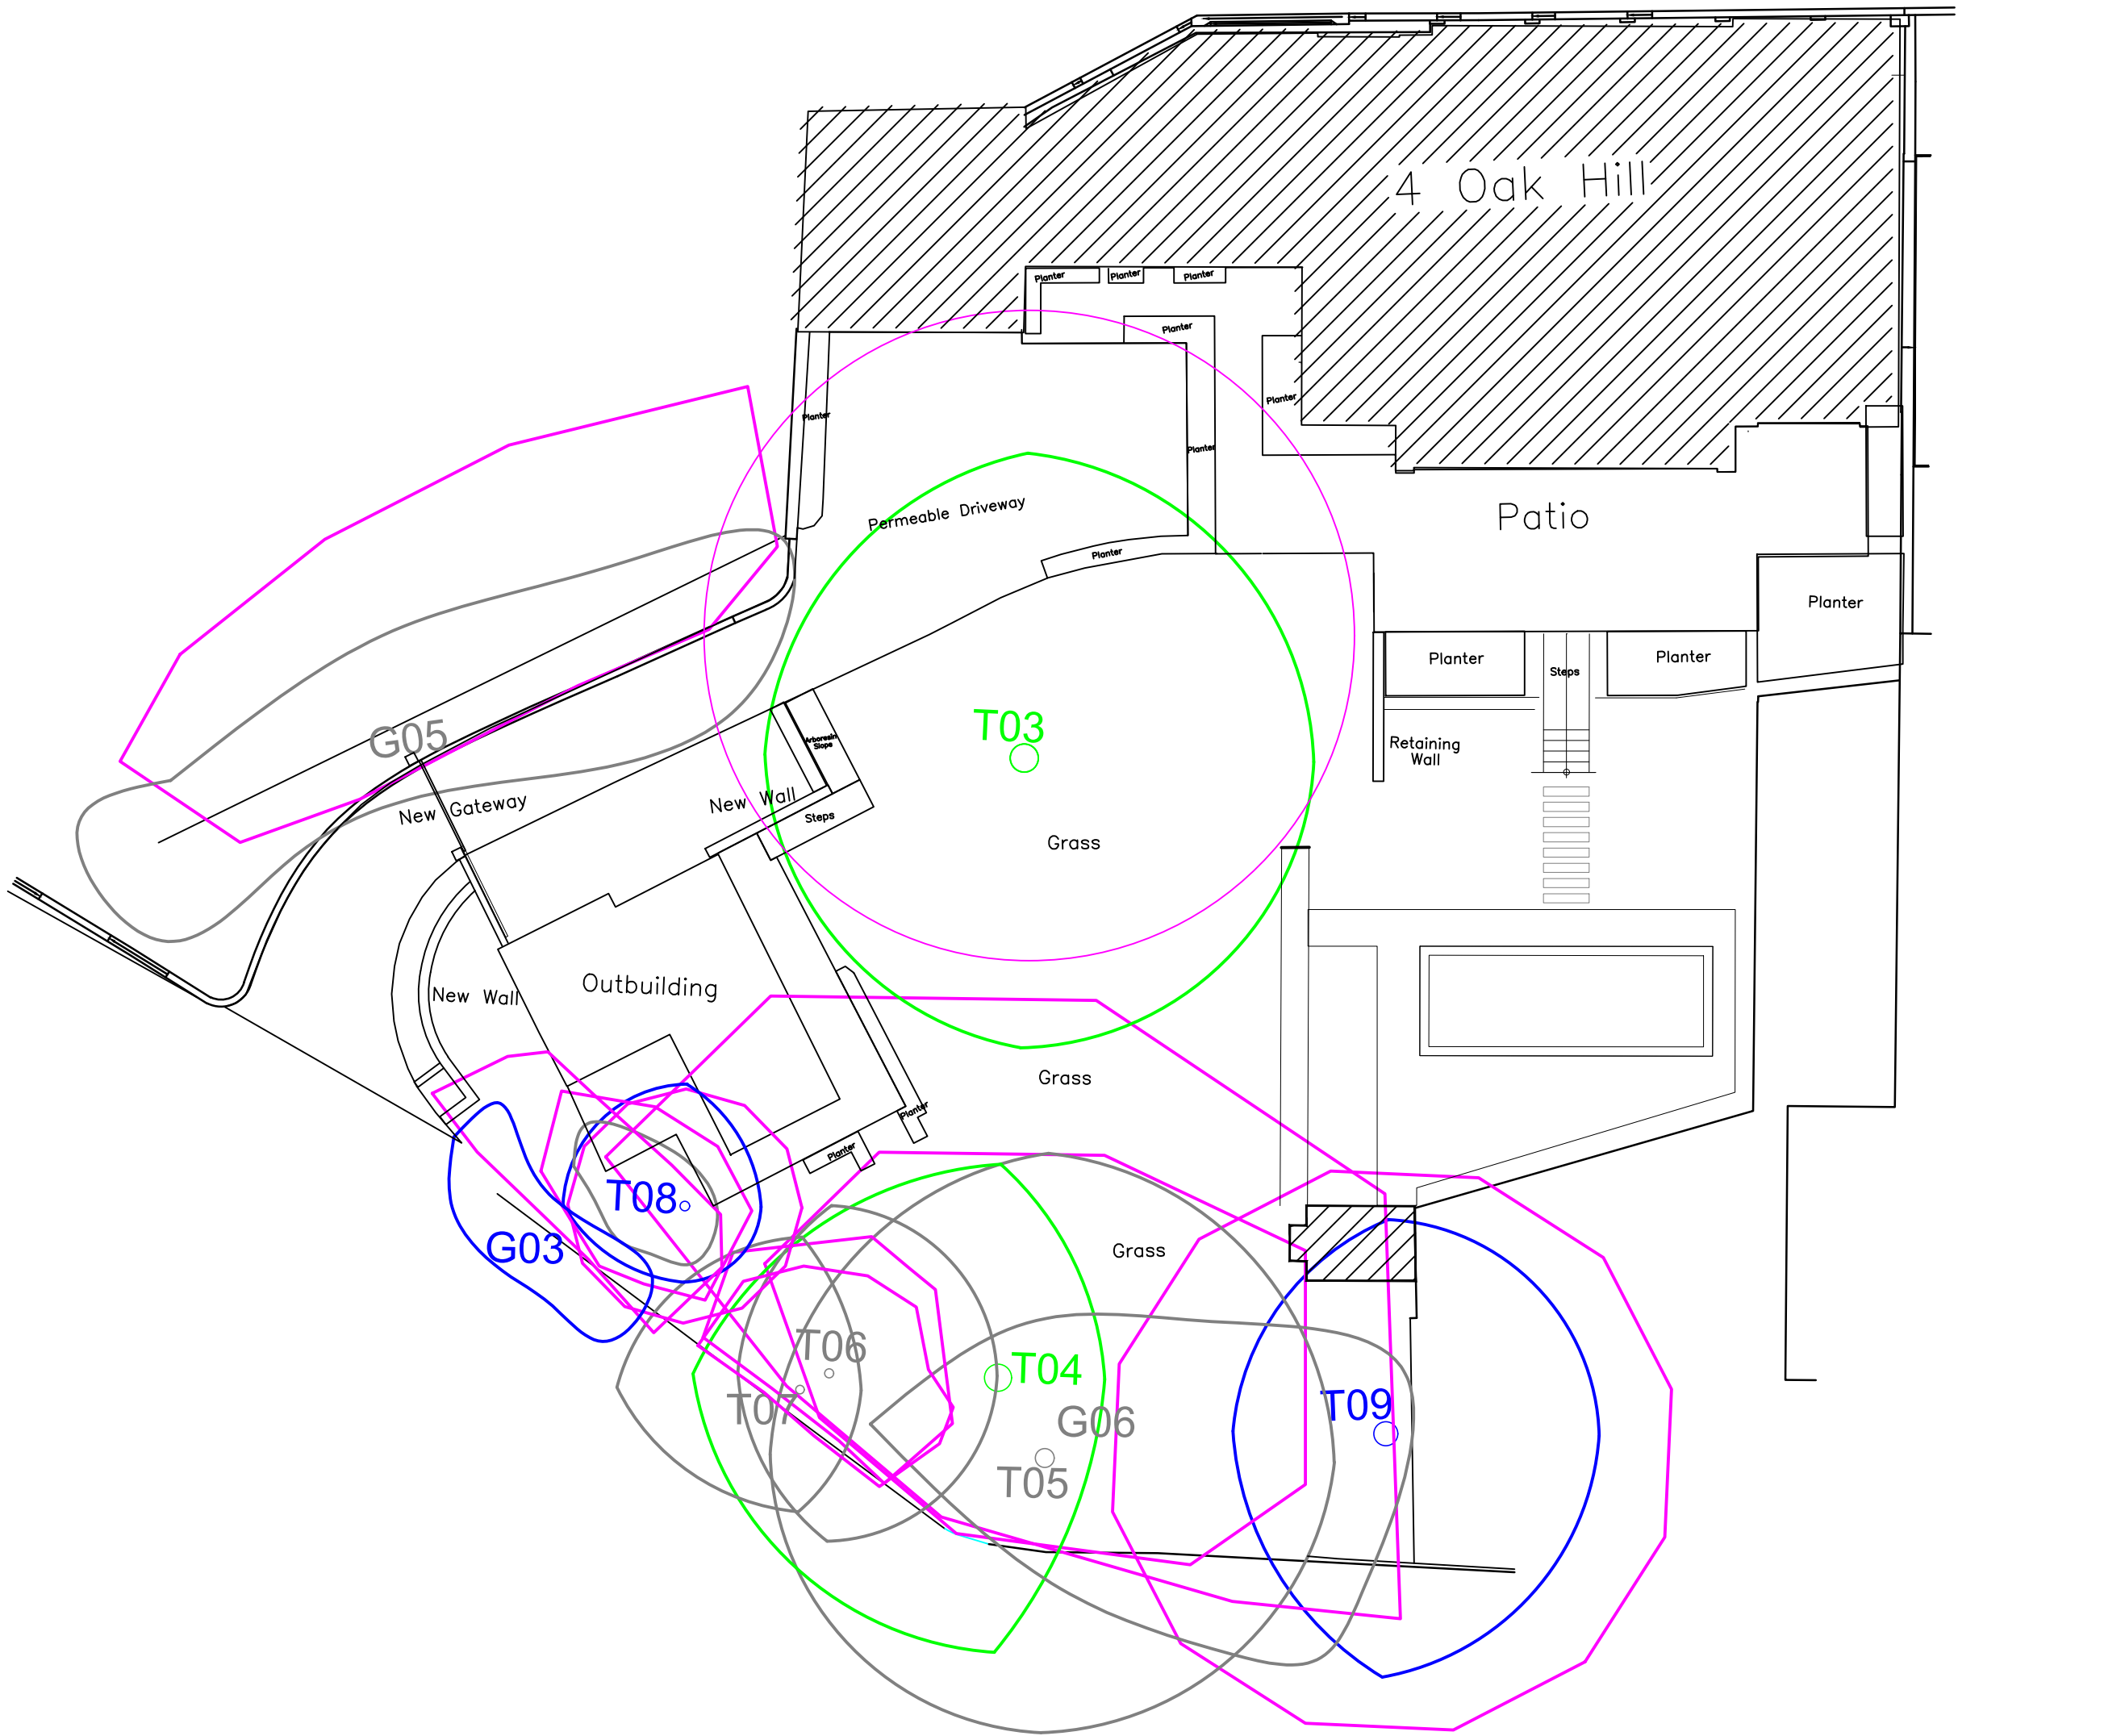 4 Oak Hill
Planter
Planter
Planter
Planter
Planter
Planter
Planter
Permeable Driveway
Patio
Planter
Planter
Planter
Steps
Planter
T03
G05
Arboresin
Slope
Retaining
Wall
New Gateway
New Wall
Steps
Grass
Outbuilding
New Wall
Grass
Planter
Planter
T08
G03
Grass
T06
T04
T07
G06
T09
T05